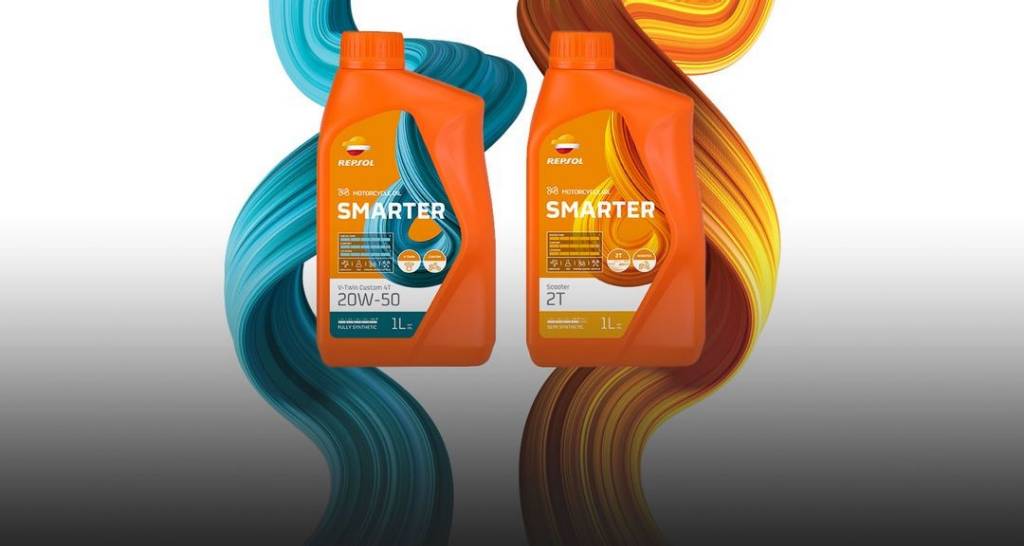 REPSOL
MOTORCYCLE OIL
SMARTER
V-Twin Custom 4T
20W-50
FULLY SYNTHETIC
1L
REPSOL
MOTORCYCLE OIL
SMARTER
2T
Scooter
2T
SEMI SYNTHETIC
1L